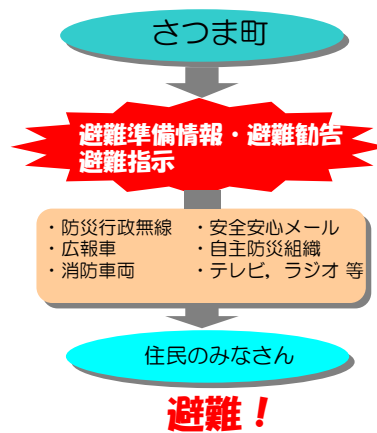 さつま町
避難準備情報・避難勧告
避難指示
・防災行政無線 ・安全安心メール
・広報車 ・自主防災組織
・消防車両 ・テレビ，ラジオ 等
住民のみなさん
避難！